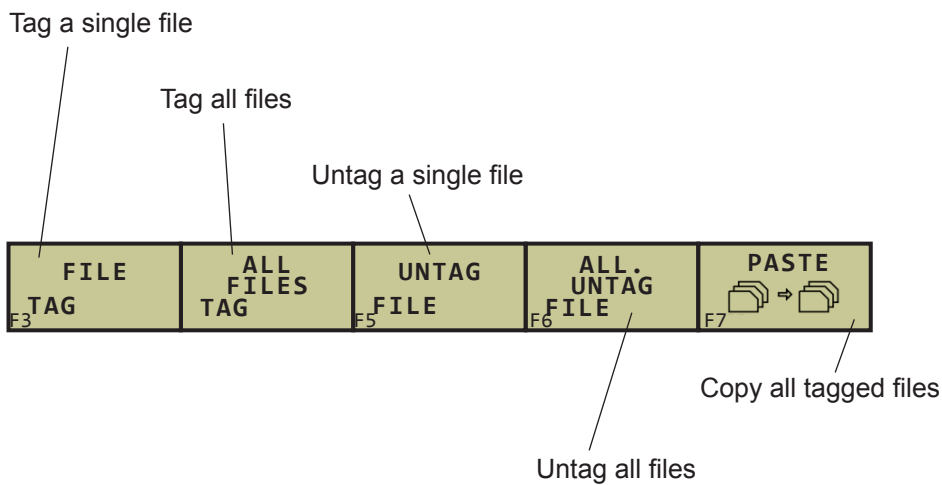 Tag a single file
Tag all files
Untag a single file
FILE
TAG
F3
ALL
FILES
TAG
UNTAG
FILE
F5
ALL.
UNTAG
FILE
F6
PASTE
F7
Copy all tagged files
Untag all files